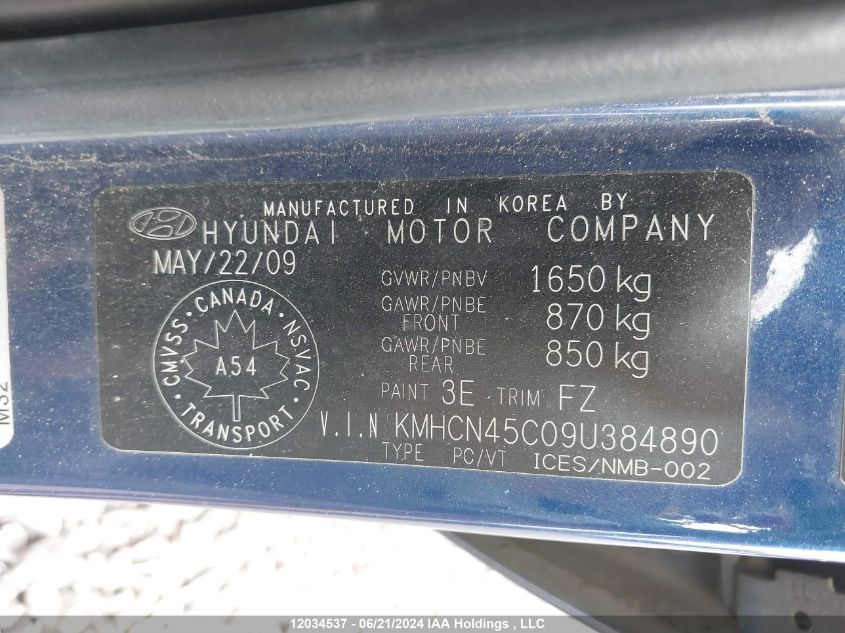 MANUFACTURED IN KOREA BY
HYUNDAI MOTOR COMPANY
MAY/22/09
GVWR/PNBV 1650 kg
GAWR/PNBE FRONT 870 kg
GAWR/PNBE REAR 850 kg
CMVSS · CANADA · NSVAC
A54
· TRANSPORT ·
PAINT 3E TRIM FZ
V.I.N KMHCN45C09U384890
TYPE PC/VT ICES/NMB-002
M32
12034537 - 06/21/2024 IAA Holdings , LLC